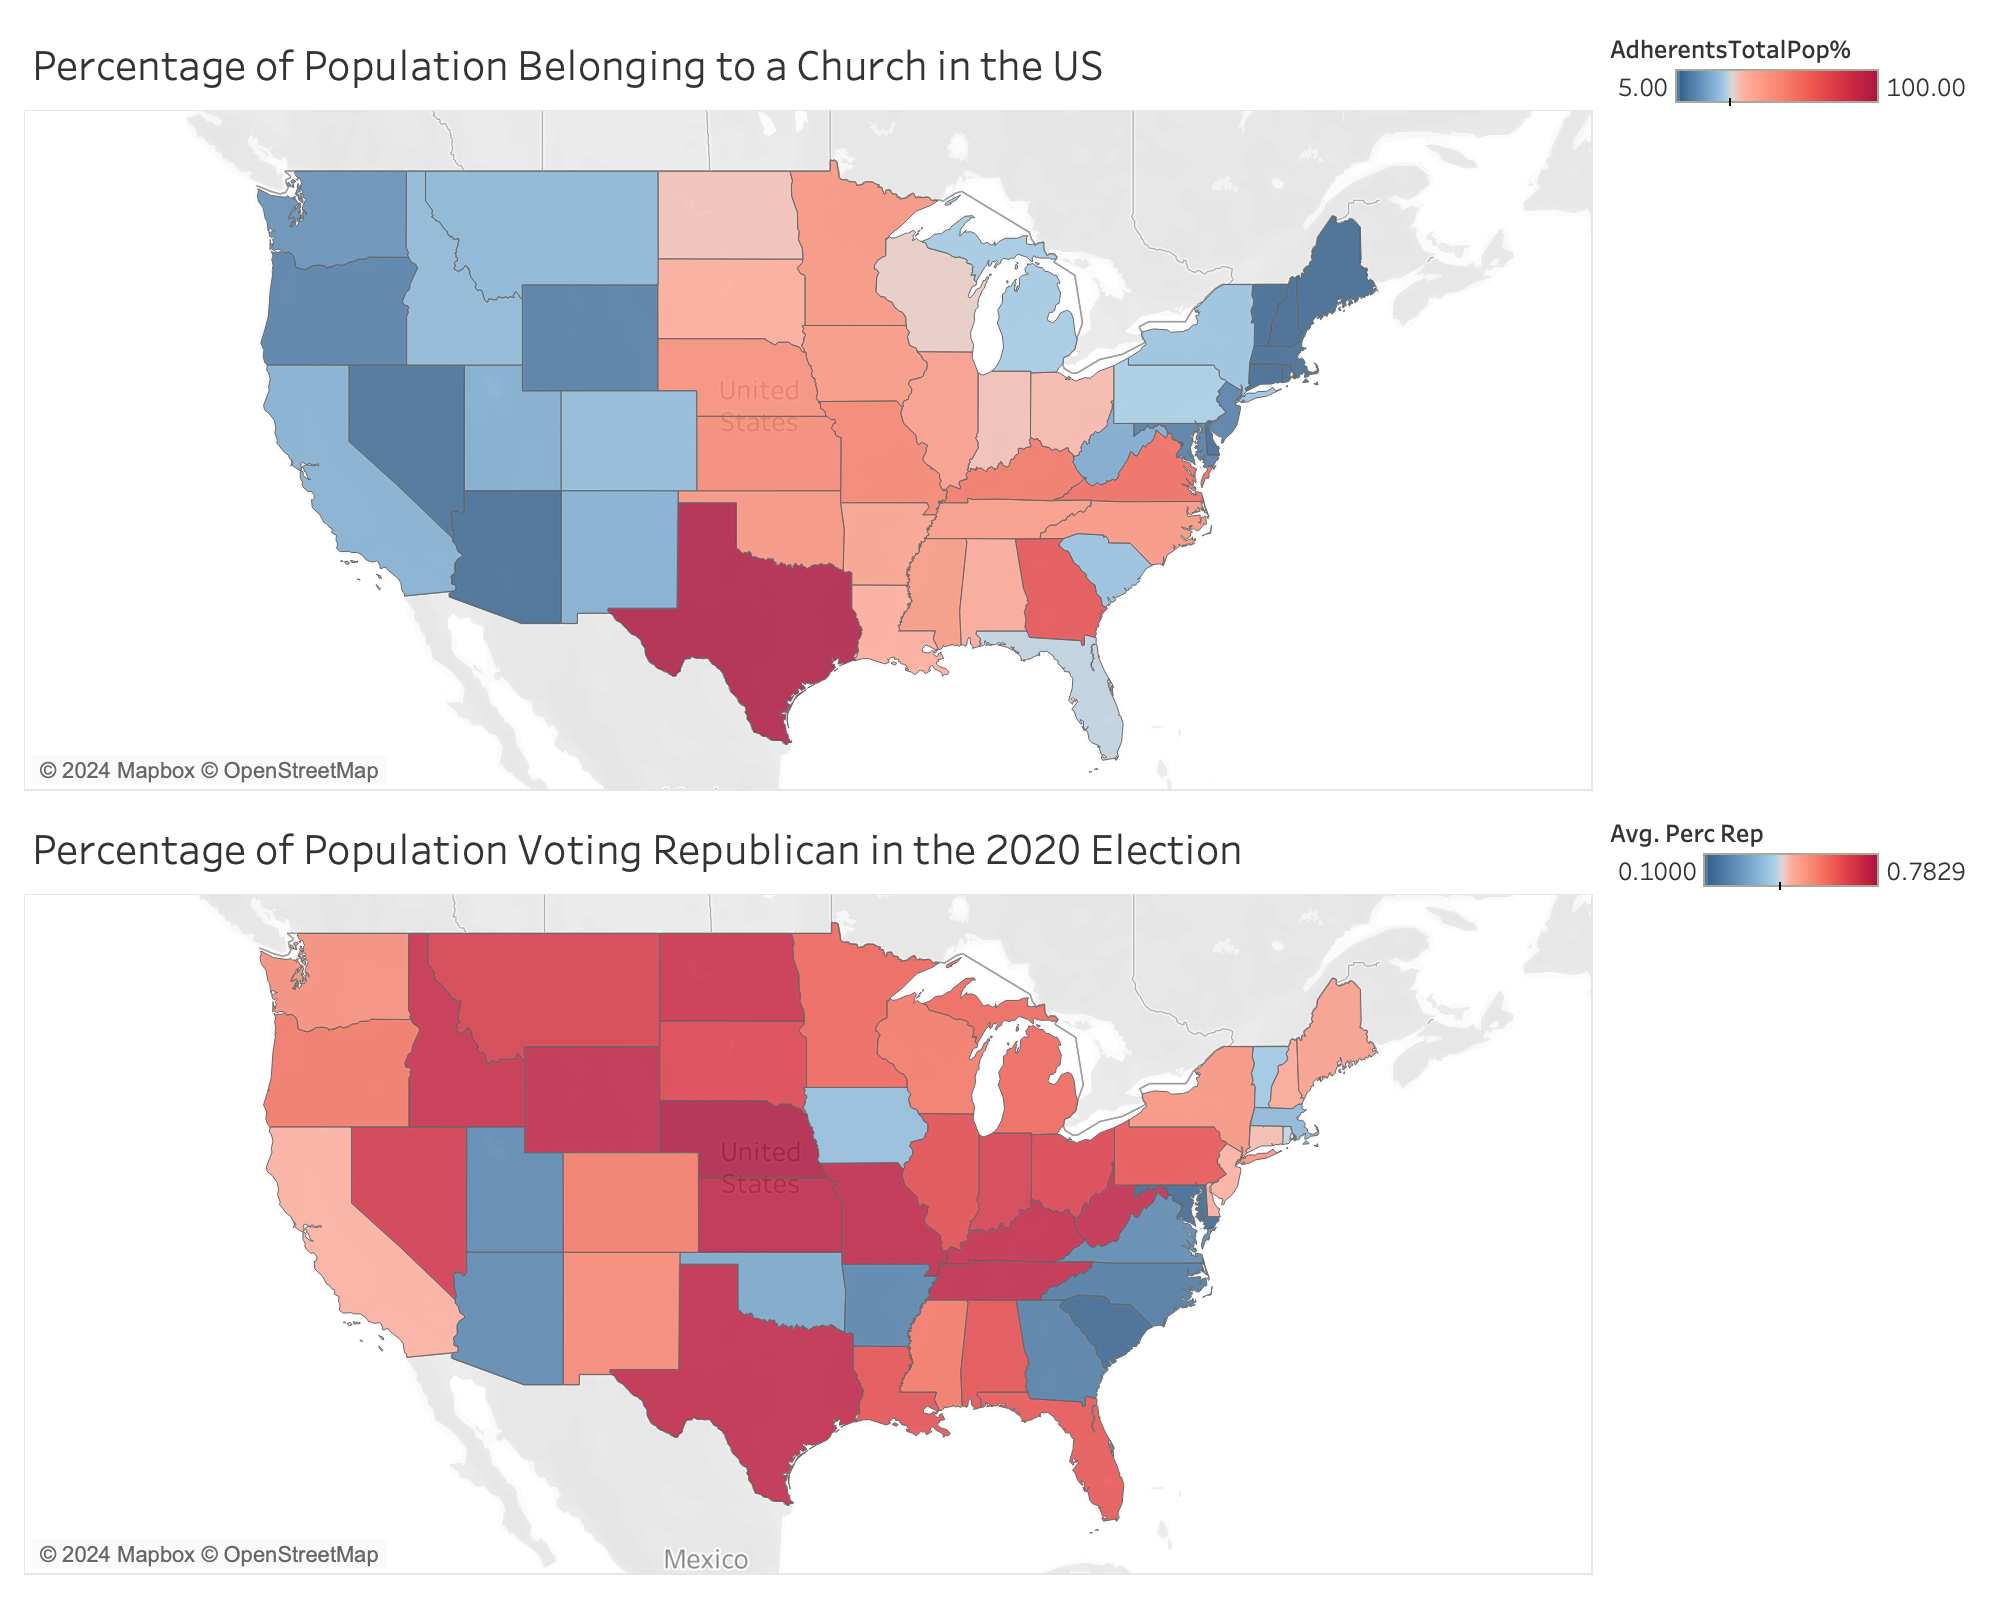 Percentage of Population Belonging to a Church in the US
AdherentsTotalPop%
5.00 100.00
United
States
© 2024 Mapbox © OpenStreetMap
Percentage of Population Voting Republican in the 2020 Election
Avg. Perc Rep
0.1000 0.7829
United
States
Mexico
© 2024 Mapbox © OpenStreetMap